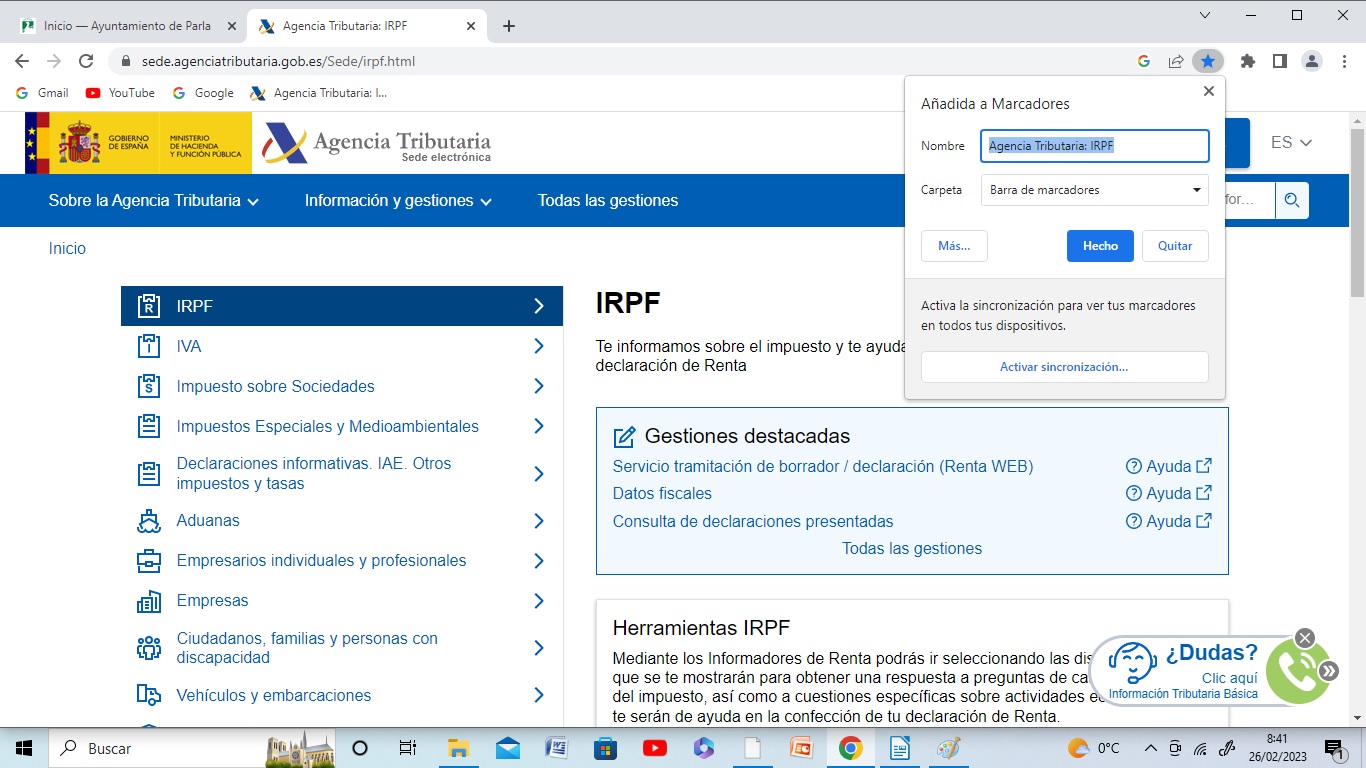 Inicio — Ayuntamiento de Parla
Agencia Tributaria: IRPF
sede.agenciatributaria.gob.es/Sede/irpf.html
Gmail
YouTube
Google
Agencia Tributaria: I...
Añadida a Marcadores
Nombre
Agencia Tributaria: IRPF
Carpeta
Barra de marcadores
Más...
Hecho
Quitar
Activa la sincronización para ver tus marcadores
en todos tus dispositivos.
Activar sincronización...
GOBIERNO
DE ESPAÑA
MINISTERIO
DE HACIENDA
Y FUNCIÓN PÚBLICA
Agencia Tributaria
Sede electrónica
ES
Sobre la Agencia Tributaria
Información y gestiones
Todas las gestiones
for...
Inicio
IRPF
IVA
Impuesto sobre Sociedades
Impuestos Especiales y Medioambientales
Declaraciones informativas. IAE. Otros
impuestos y tasas
Aduanas
Empresarios individuales y profesionales
Empresas
Ciudadanos, familias y personas con
discapacidad
Vehículos y embarcaciones
IRPF
Te informamos sobre el impuesto y te ayuda
declaración de Renta
Gestiones destacadas
Servicio tramitación de borrador / declaración (Renta WEB)
Ayuda
Datos fiscales
Ayuda
Consulta de declaraciones presentadas
Ayuda
Todas las gestiones
Herramientas IRPF
Mediante los Informadores de Renta podrás ir seleccionando las
que se te mostrarán para obtener una respuesta a preguntas de
del impuesto, así como a cuestiones específicas sobre actividades
te serán de ayuda en la confección de tu declaración de Renta.
¿Dudas?
Clic aquí
Información Tributaria Básica
Buscar
0°C
8:41
26/02/2023
1